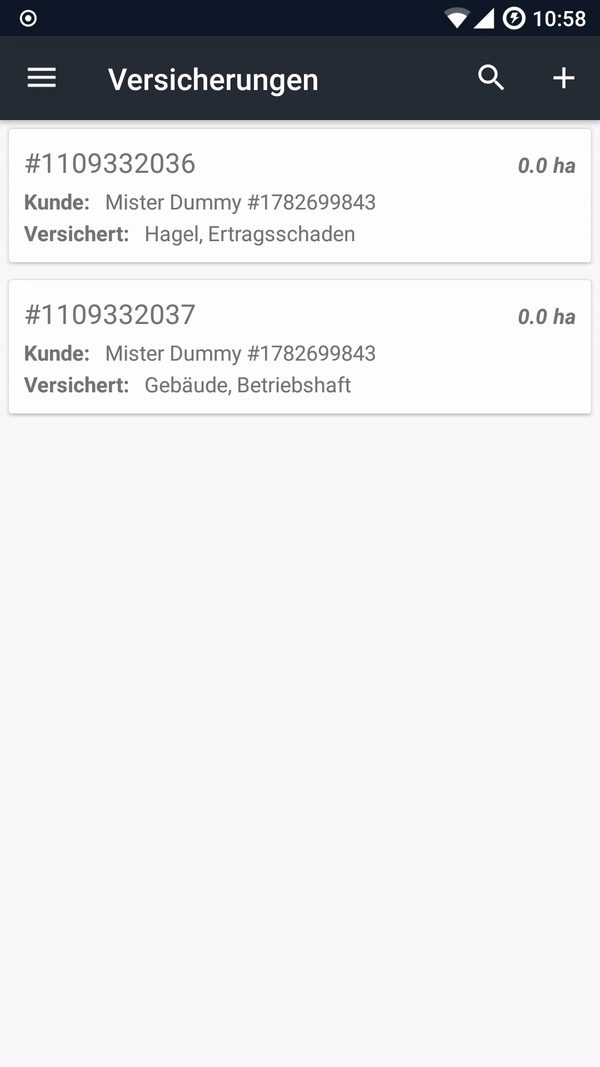 10:58
Versicherungen
#1109332036 0.0 ha
Kunde: Mister Dummy #1782699843
Versichert: Hagel, Ertragsschaden
#1109332037 0.0 ha
Kunde: Mister Dummy #1782699843
Versichert: Gebäude, Betriebshaft